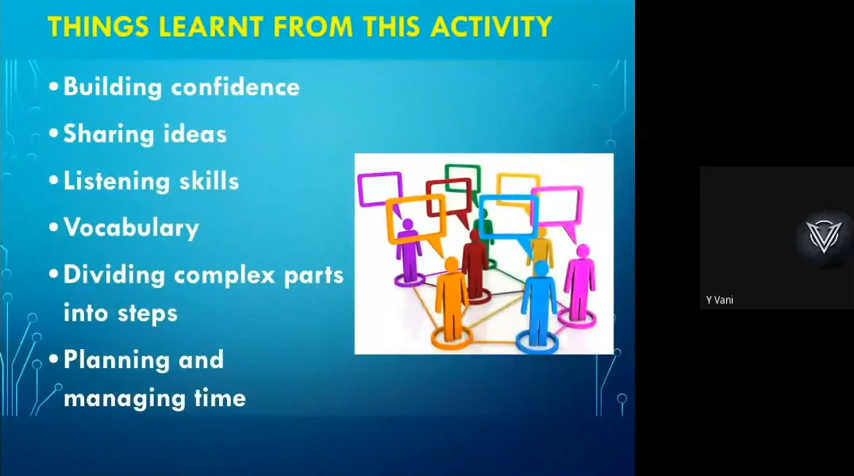 THINGS LEARNT FROM THIS ACTIVITY
•Building confidence
•Sharing ideas
•Listening skills
•Vocabulary
•Dividing complex parts
into steps
•Planning and
managing time
Y Vani